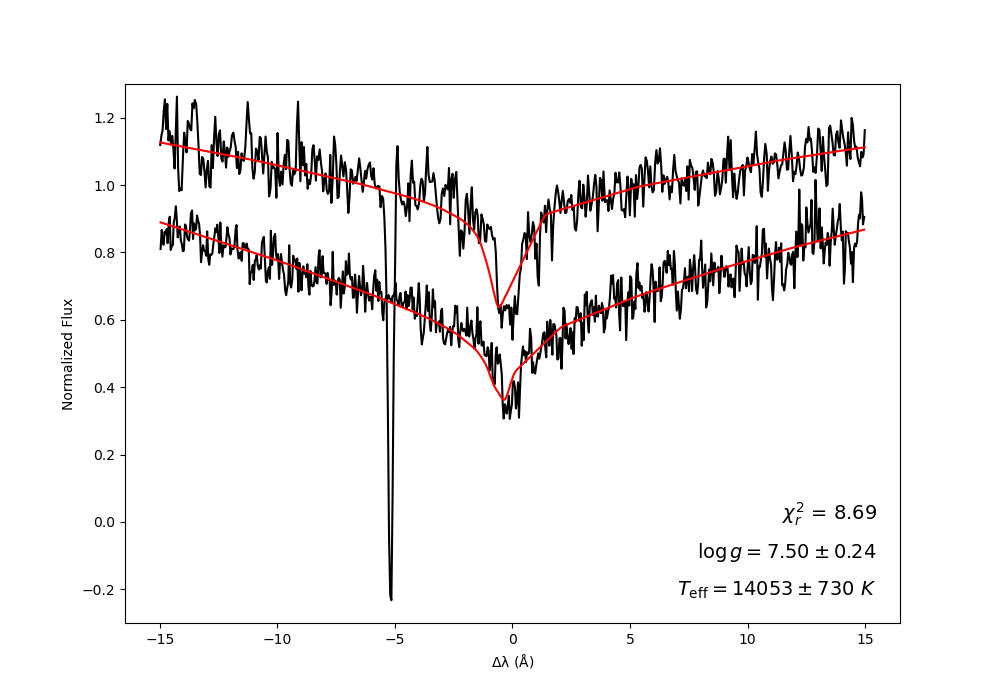 1.2
1.0
0.8
0.6
0.4
0.2
0.0
−0.2
Normalized Flux
χ²ᵣ = 8.69
log g = 7.50 ± 0.24
T_eff = 14053 ± 730 K
−15 −10 −5 0 5 10 15
Δλ (Å)